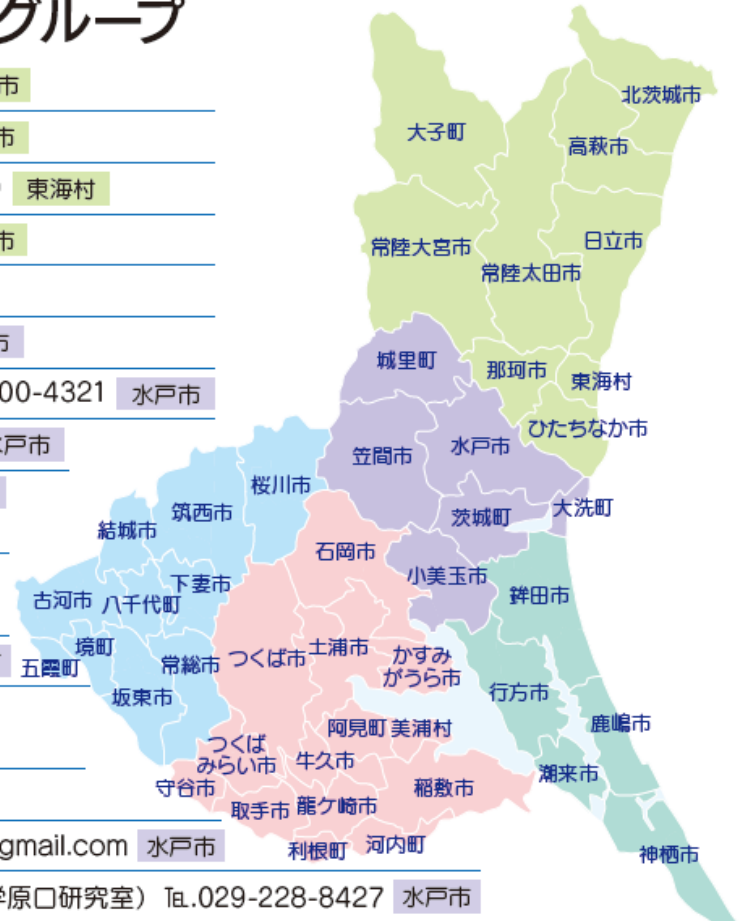 グループ
市
市
東海村
市
市
00-4321 水戸市
水戸市
gmail.com 水戸市
学原口研究室） ℡.029-228-8427 水戸市
北茨城市
大子町
高萩市
常陸大宮市
日立市
常陸太田市
城里町
那珂市
東海村
ひたちなか市
笠間市
水戸市
桜川市
大洗町
茨城町
筑西市
結城市
石岡市
小美玉市
下妻市
鉾田市
古河市
八千代町
境町
土浦市
つくば市
かすみ
がうら市
五霞町
常総市
坂東市
行方市
鹿嶋市
阿見町
美浦村
つくば
みらい市
牛久市
潮来市
守谷市
稲敷市
取手市
龍ケ崎市
利根町
河内町
神栖市